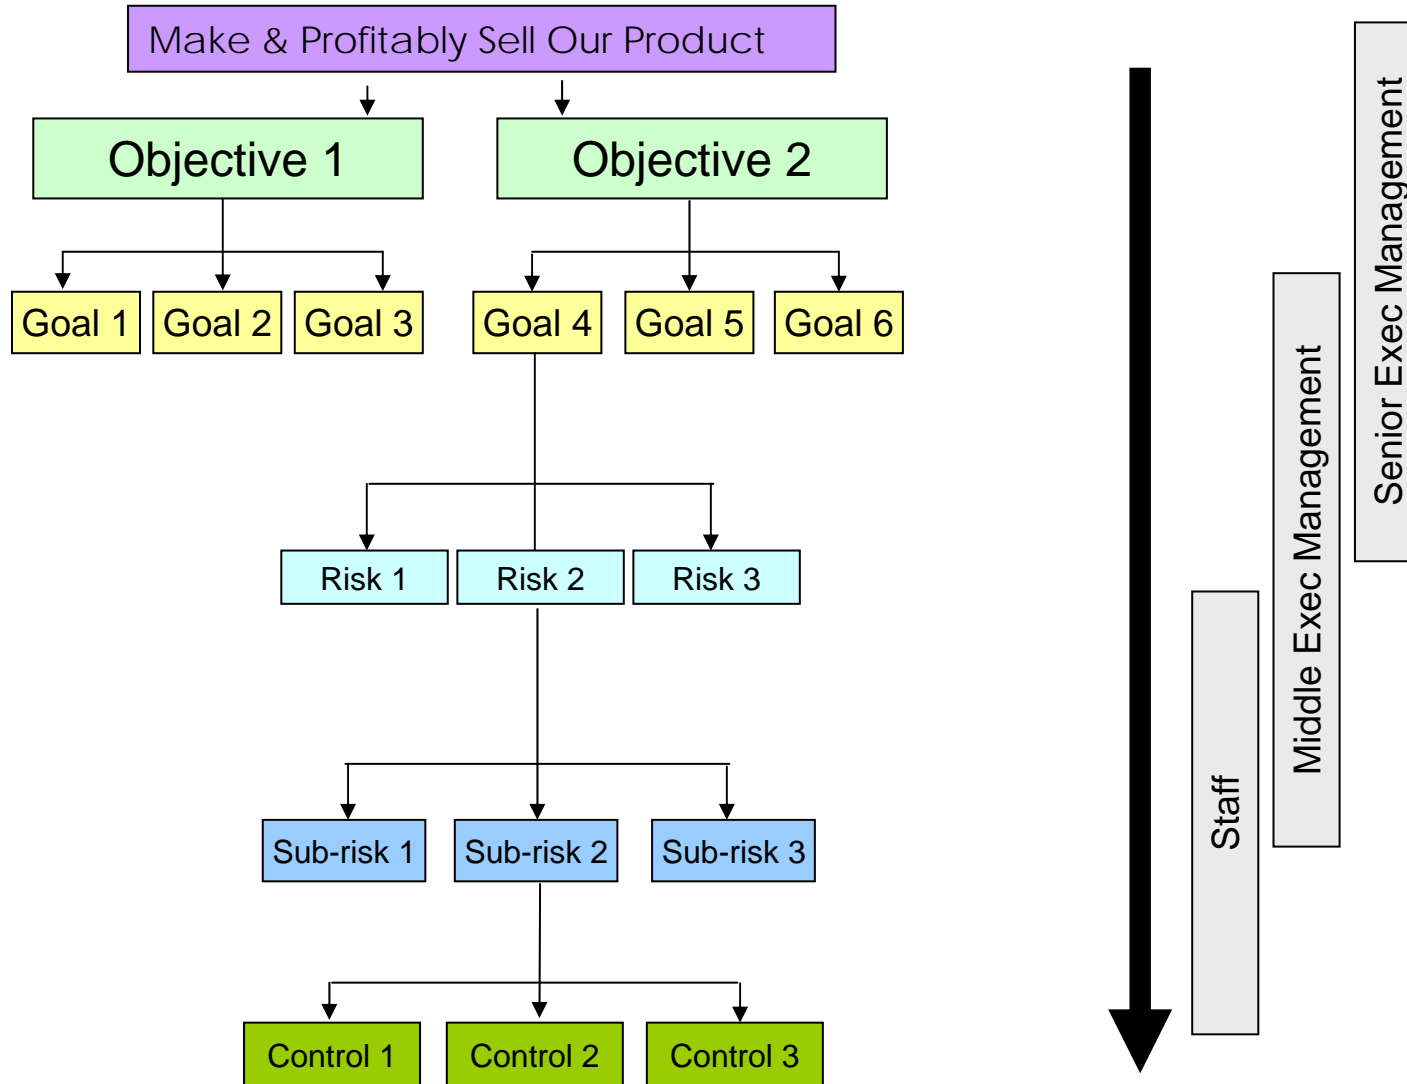 Make & Profitably Sell Our Product
Objective 1
Objective 2
Goal 1
Goal 2
Goal 3
Goal 4
Goal 5
Goal 6
Risk 1
Risk 2
Risk 3
Sub-risk 1
Sub-risk 2
Sub-risk 3
Control 1
Control 2
Control 3
Staff
Middle Exec Management
Senior Exec Management